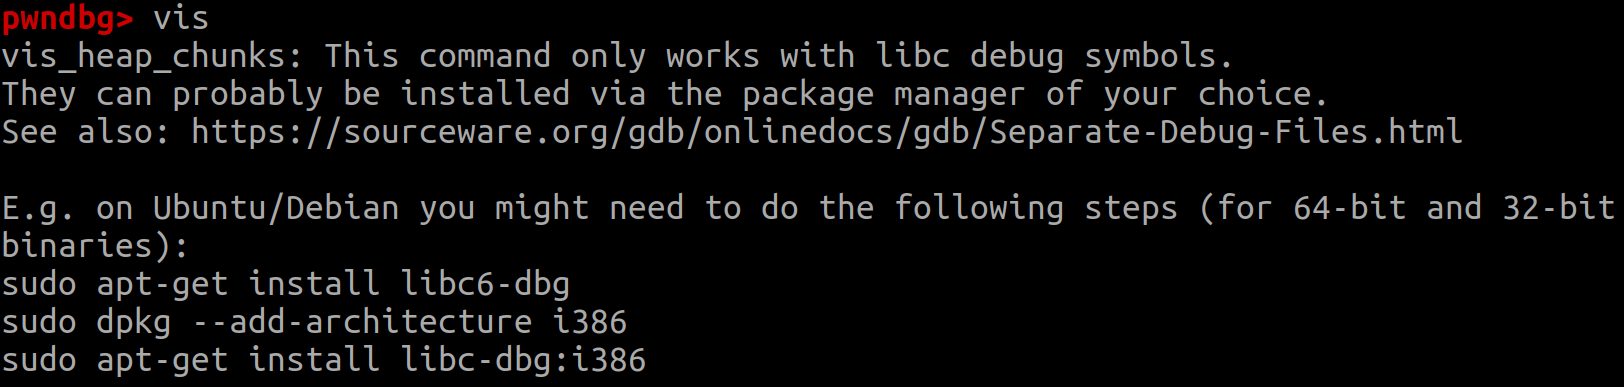 pwndbg> vis
vis_heap_chunks: This command only works with libc debug symbols.
They can probably be installed via the package manager of your choice.
See also: https://sourceware.org/gdb/onlinedocs/gdb/Separate-Debug-Files.html
E.g. on Ubuntu/Debian you might need to do the following steps (for 64-bit and 32-bit
binaries):
sudo apt-get install libc6-dbg
sudo dpkg --add-architecture i386
sudo apt-get install libc-dbg:i386